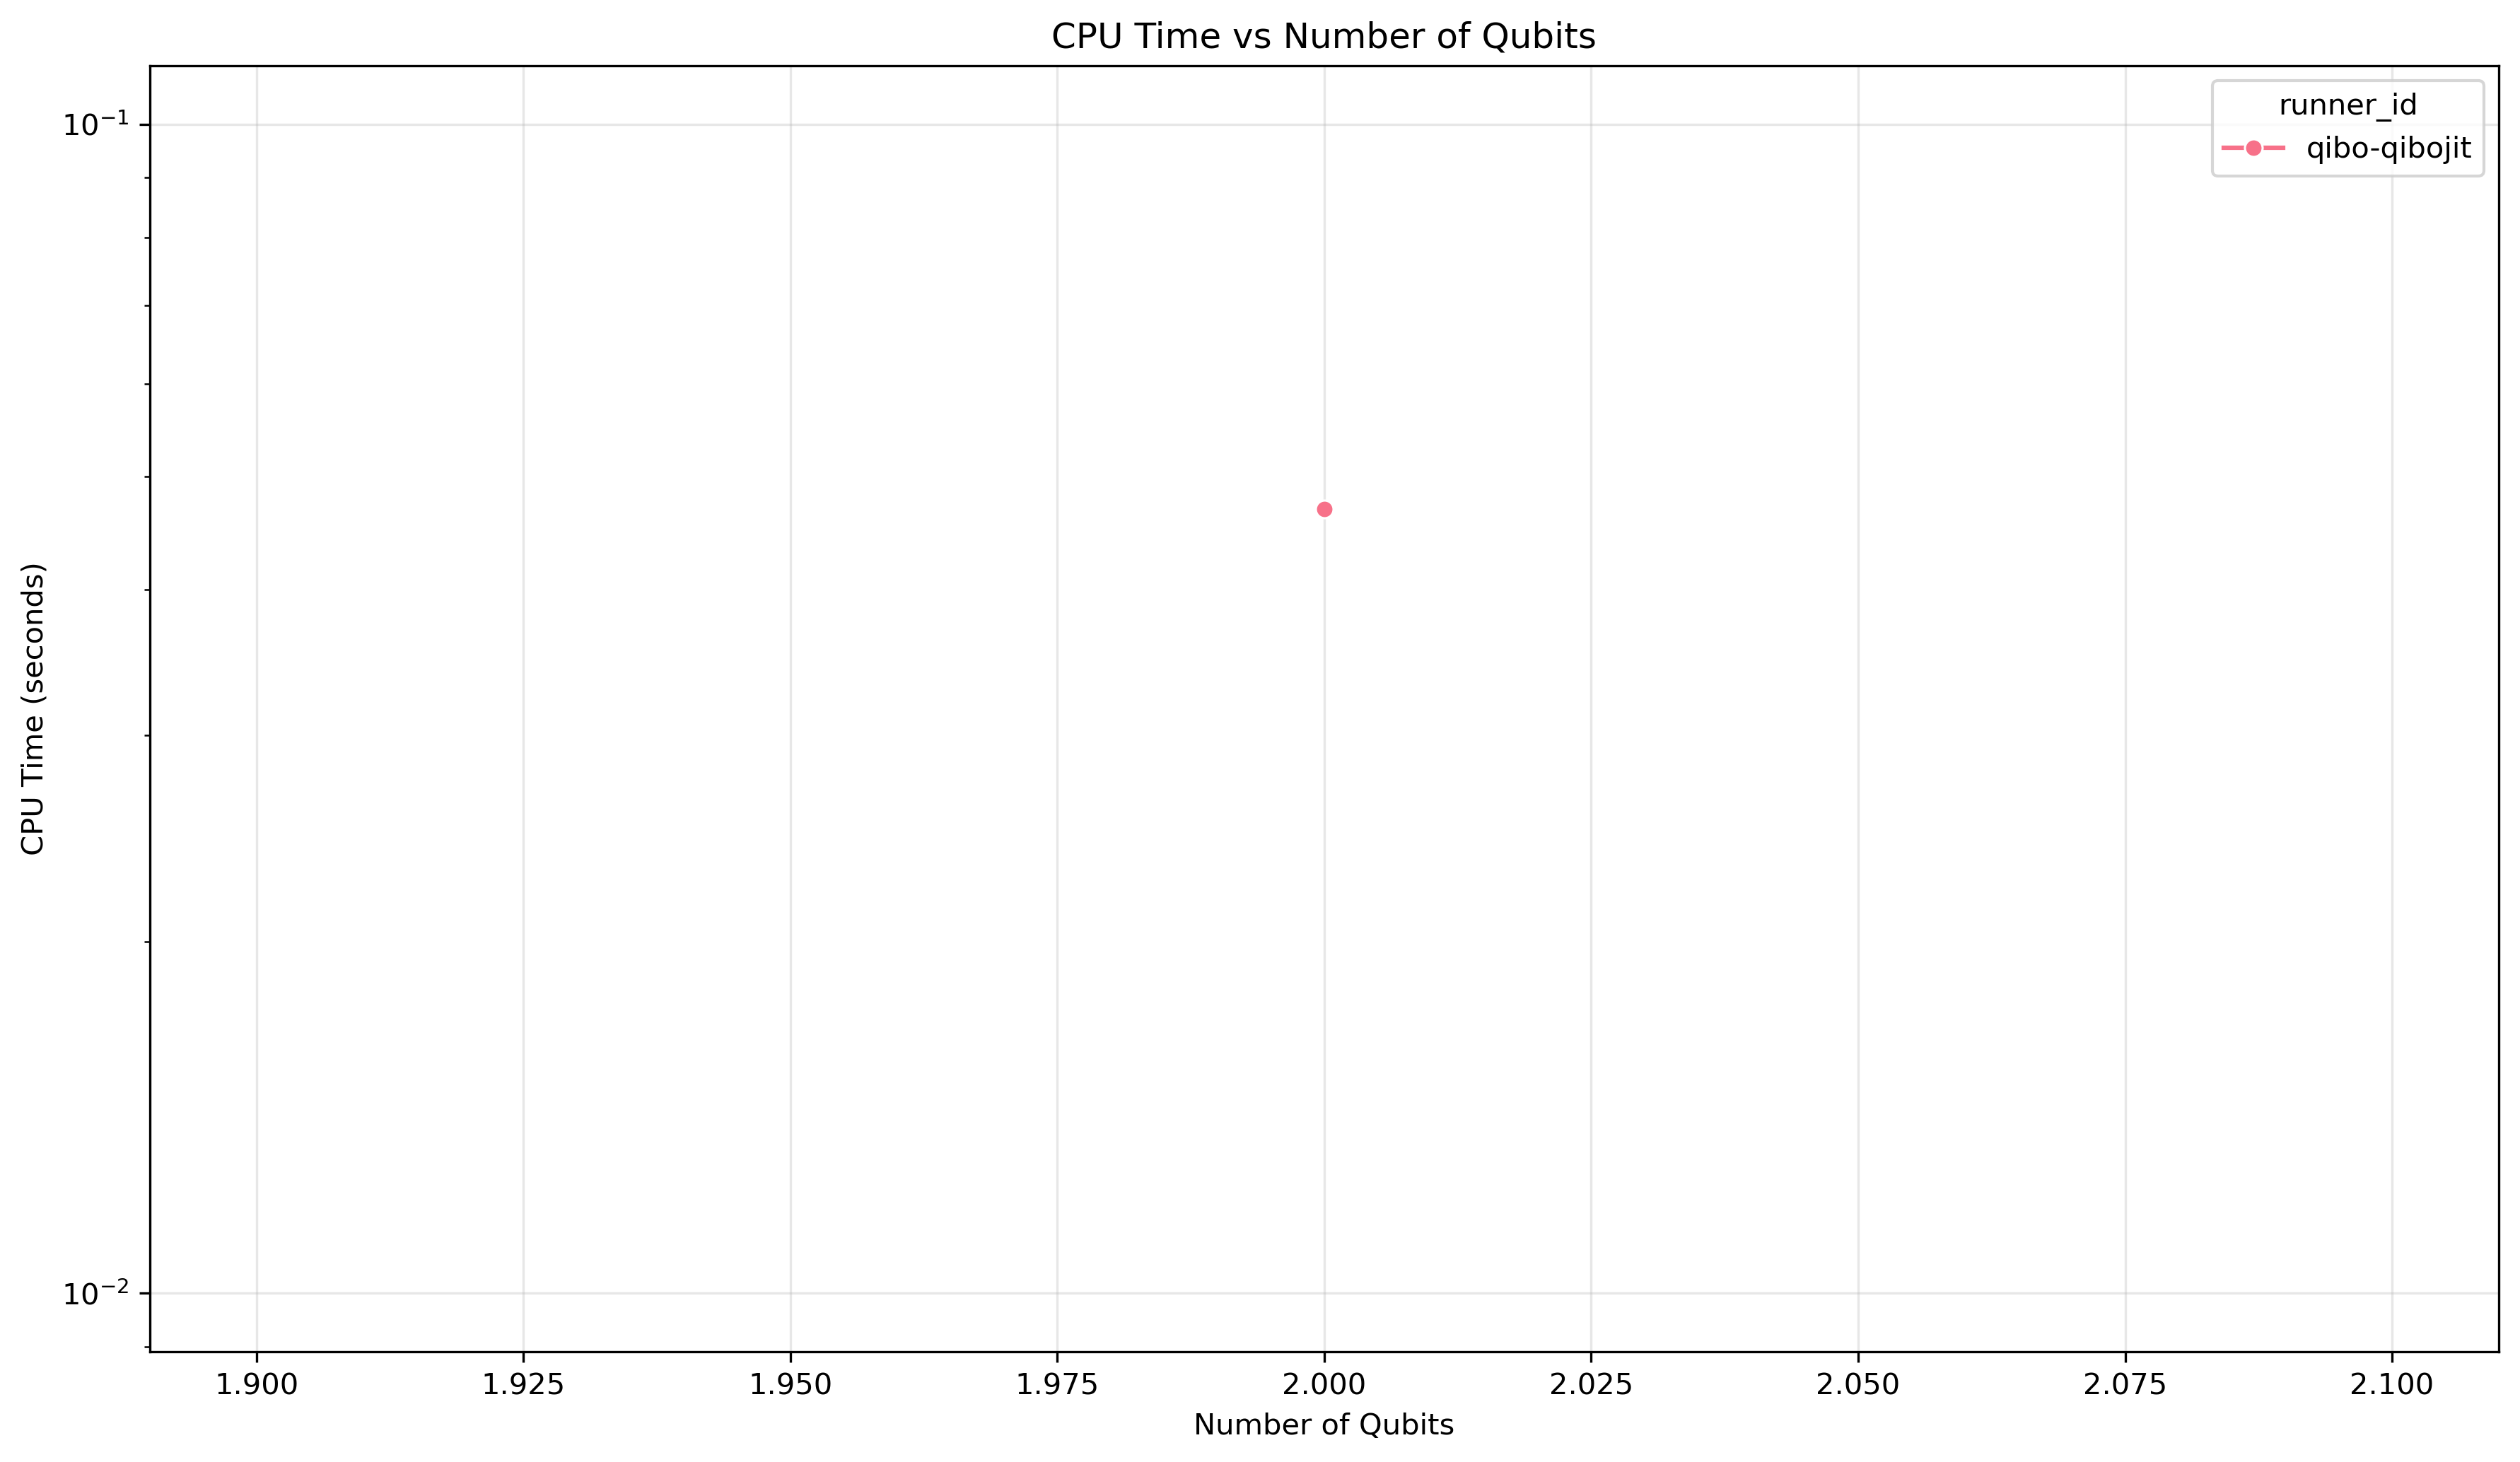 CPU Time vs Number of Qubits
runner_id
qibo-qibojit
10⁻¹
10⁻²
CPU Time (seconds)
1.900 1.925 1.950 1.975 2.000 2.025 2.050 2.075 2.100
Number of Qubits